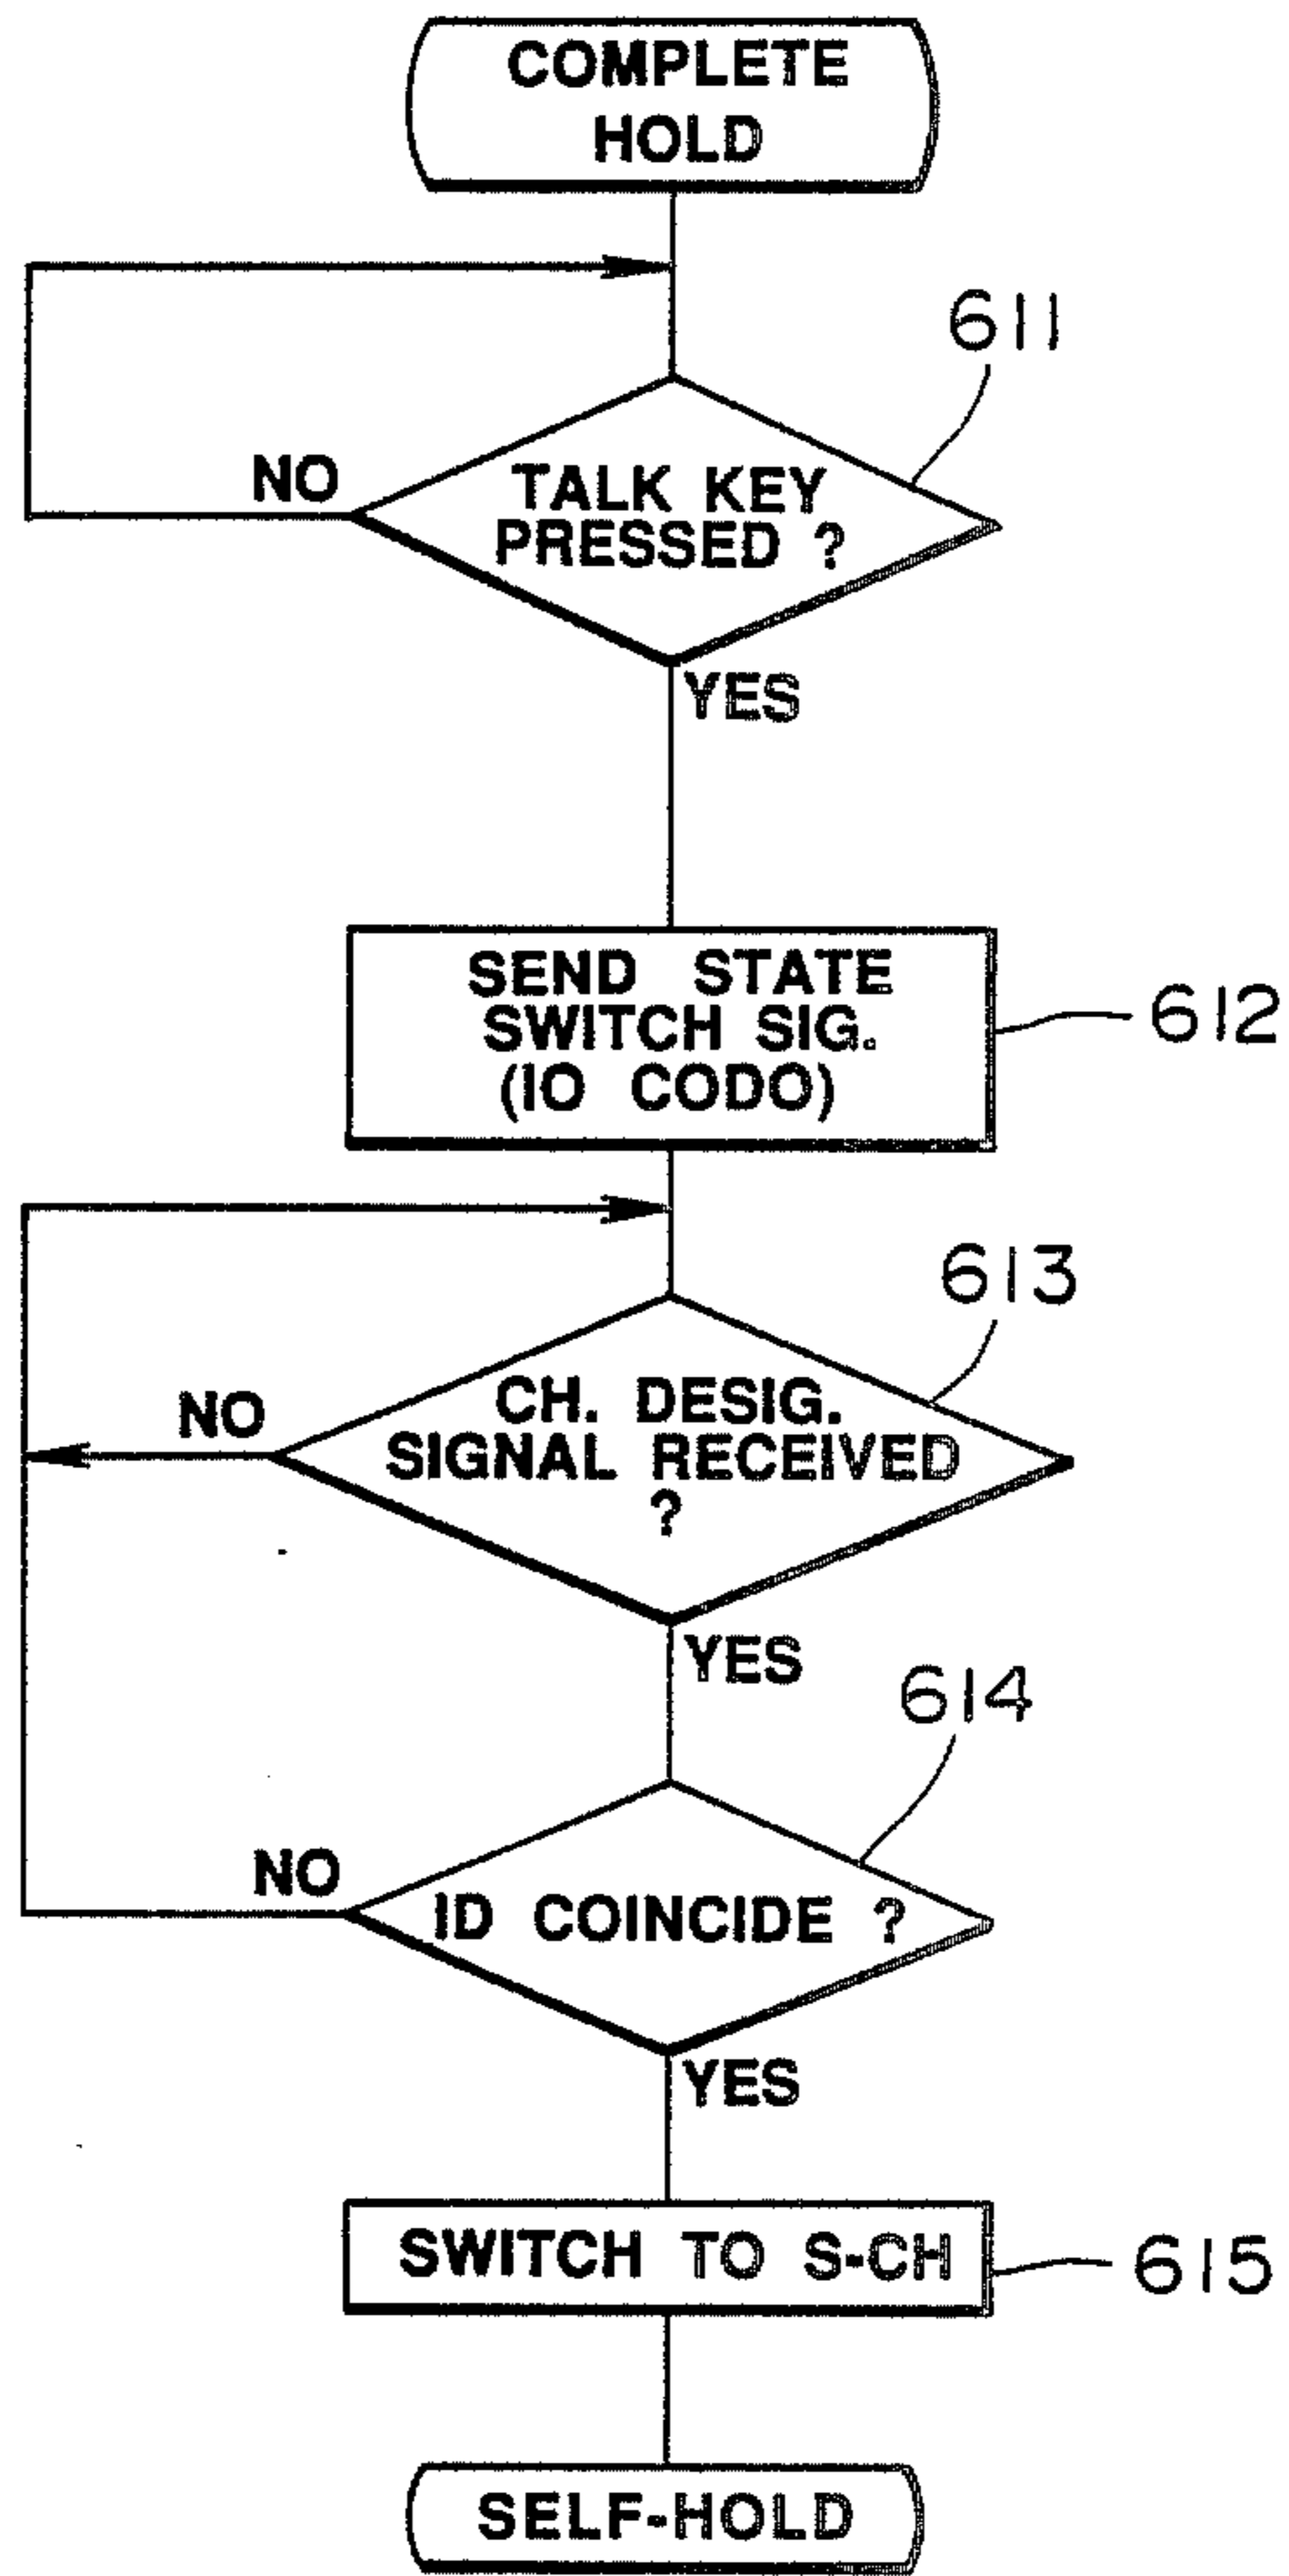 COMPLETE
HOLD
611
NO
TALK KEY
PRESSED ?
YES
SEND STATE
SWITCH SIG.
(IO CODO)
612
613
NO
CH. DESIG.
SIGNAL RECEIVED
?
YES
614
NO
ID COINCIDE ?
YES
SWITCH TO S-CH
615
SELF-HOLD